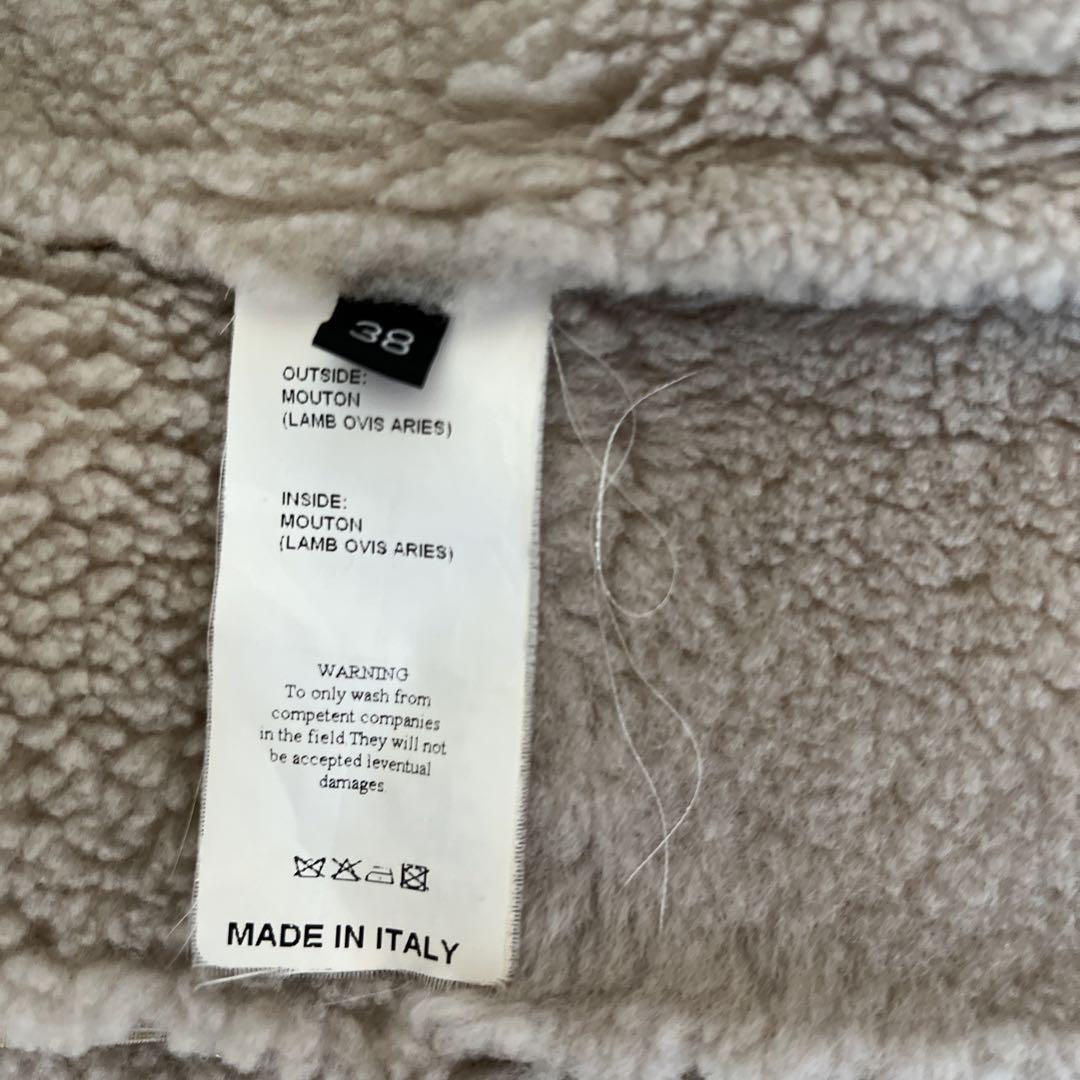 38
OUTSIDE:
MOUTON
(LAMB OVIS ARIES)
INSIDE:
MOUTON
(LAMB OVIS ARIES)
WARNING
To only wash from
competent companies
in the field.They will not
be accepted leventual
damages.
MADE IN ITALY